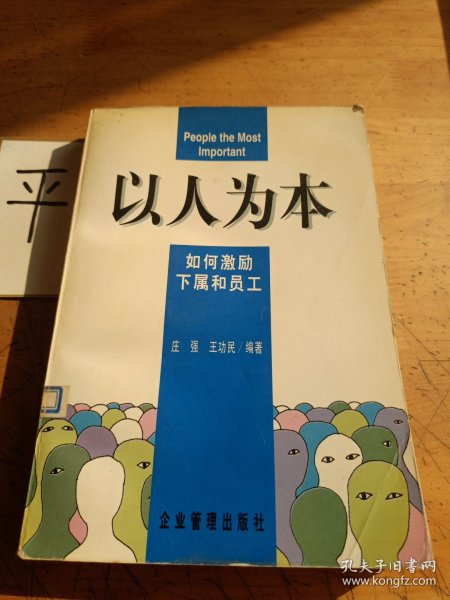 People the Most
Important
以人为本
如何激励
下属和员工
庄强 王功民/编著
企业管理出版社
平
孔夫子旧书网
www.kongfz.com